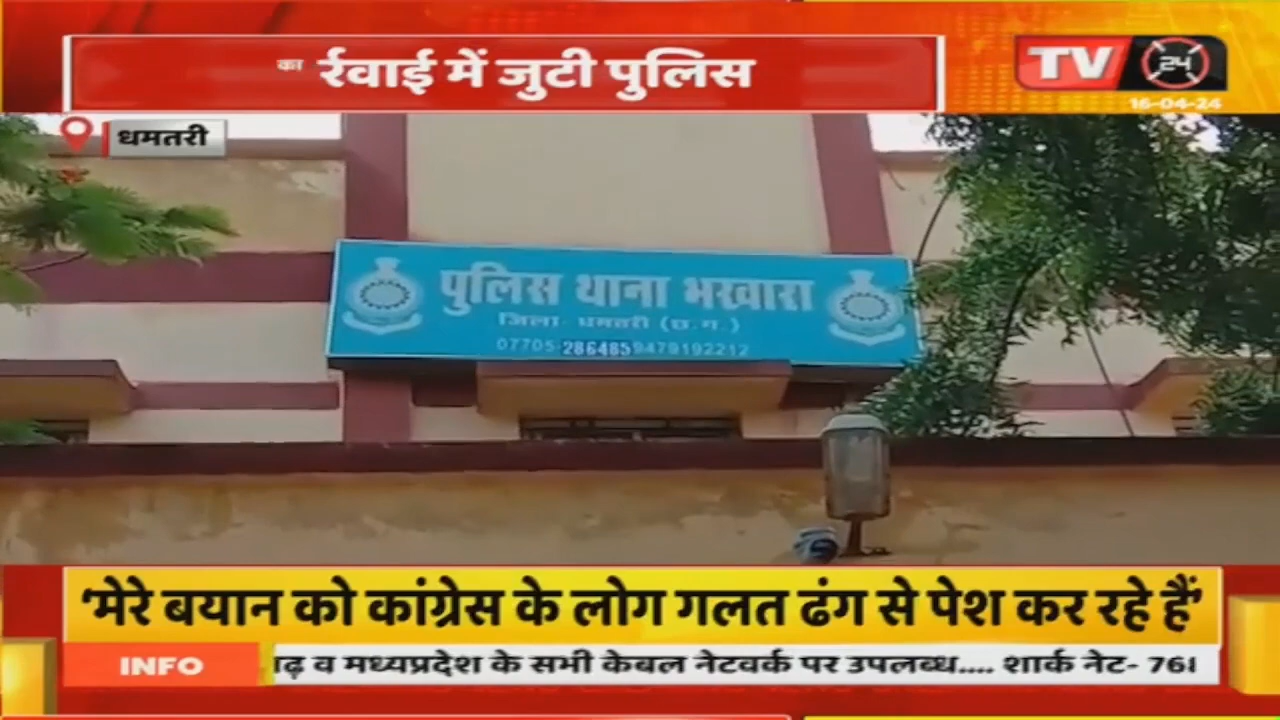 का र्रवाई में जुटी पुलिस
TV 24
16-04-24
धमतरी
पुलिस थाना भखारा
जिला- धमतरी (छ.ग.)
07705-286485 9479192212
‘मेरे बयान को कांग्रेस के लोग गलत ढंग से पेश कर रहे हैं’
INFO
ढ़ व मध्यप्रदेश के सभी केबल नेटवर्क पर उपलब्ध.... शार्क नेट- 768